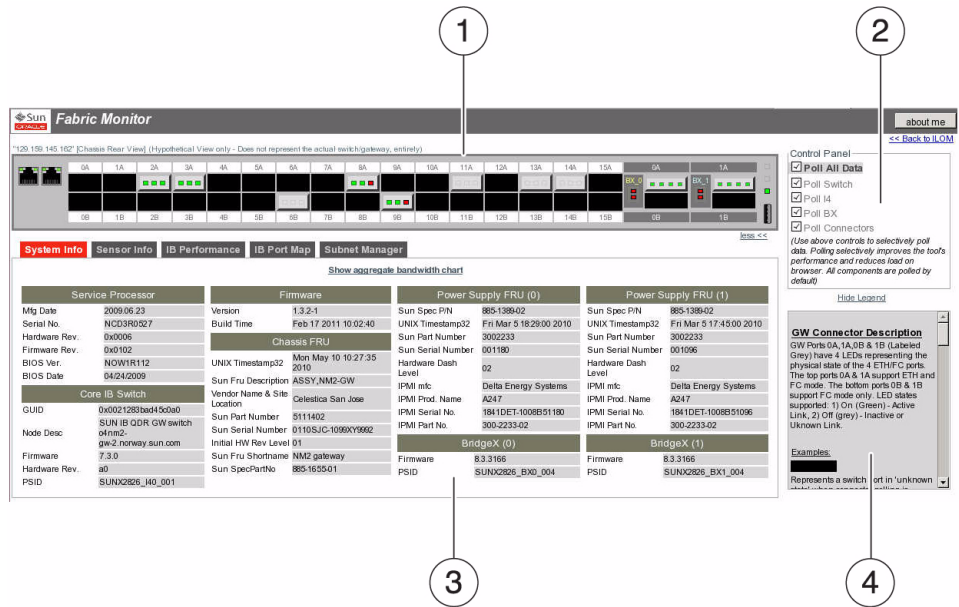 1
2
Sun
ORACLE
Fabric Monitor
about me
<< Back to ILOM
"129.159.145.162" [Chassis Rear View] (Hypothetical View only - Does not represent the actual switch/gateway, entirely)
0A 1A 2A 3A 4A 5A 6A 7A 8A 9A 10A 11A 12A 13A 14A 15A 0A 1A
BX_0 BX_1
0B 1B 2B 3B 4B 5B 6B 7B 8B 9B 10B 11B 12B 13B 14B 15B 0B 1B
less <<
Control Panel
Poll All Data
Poll Switch
Poll I4
Poll BX
Poll Connectors
(Use above controls to selectively poll
data. Polling selectively improves the tool's
performance and reduces load on
browser. All components are polled by
default)
Hide Legend
System Info Sensor Info IB Performance IB Port Map Subnet Manager
Show aggregate bandwidth chart
Service Processor
Mfg Date 2009.06.23
Serial No. NCD3R0527
Hardware Rev. 0x0006
Firmware Rev. 0x0102
BIOS Ver. NOW1R112
BIOS Date 04/24/2009
Core IB Switch
GUID 0x0021283bad45c0a0
Node Desc SUN IB QDR GW switch
o4nm2-
gw-2.norway.sun.com
Firmware 7.3.0
Hardware Rev. a0
PSID SUNX2826_I40_001
Firmware
Version 1.3.2-1
Build Time Feb 17 2011 10:02:40
Chassis FRU
UNIX Timestamp32 Mon May 10 10:27:35
2010
Sun Fru Description ASSY,NM2-GW
Vendor Name & Site
Location Celestica San Jose
Sun Part Number 5111402
Sun Serial Number 0110SJC-1099XY9992
Initial HW Rev Level 01
Sun Fru Shortname NM2 gateway
Sun SpecPartNo 885-1655-01
Power Supply FRU (0)
Sun Spec P/N 885-1389-02
UNIX Timestamp32 Fri Mar 5 18:29:00 2010
Sun Part Number 3002233
Sun Serial Number 001180
Hardware Dash
Level 02
IPMI mfc Delta Energy Systems
IPMI Prod. Name A247
IPMI Serial No. 1841DET-1008B51180
IPMI Part No. 300-2233-02
BridgeX (0)
Firmware 8.3.3166
PSID SUNX2826_BX0_004
Power Supply FRU (1)
Sun Spec P/N 885-1389-02
UNIX Timestamp32 Fri Mar 5 17:45:00 2010
Sun Part Number 3002233
Sun Serial Number 001096
Hardware Dash
Level 02
IPMI mfc Delta Energy Systems
IPMI Prod. Name A247
IPMI Serial No. 1841DET-1008B51096
IPMI Part No. 300-2233-02
BridgeX (1)
Firmware 8.3.3166
PSID SUNX2826_BX1_004
GW Connector Description
GW Ports 0A,1A,0B & 1B (Labeled
Grey) have 4 LEDs representing the
physical state of the 4 ETH/FC ports.
The top ports 0A & 1A support ETH and
FC mode. The bottom ports 0B & 1B
support FC mode only. LED states
supported: 1) On (Green) - Active
Link, 2) Off (grey) - Inactive or
Uknown Link.
Examples:
Represents a switch port in 'unknown
3
4